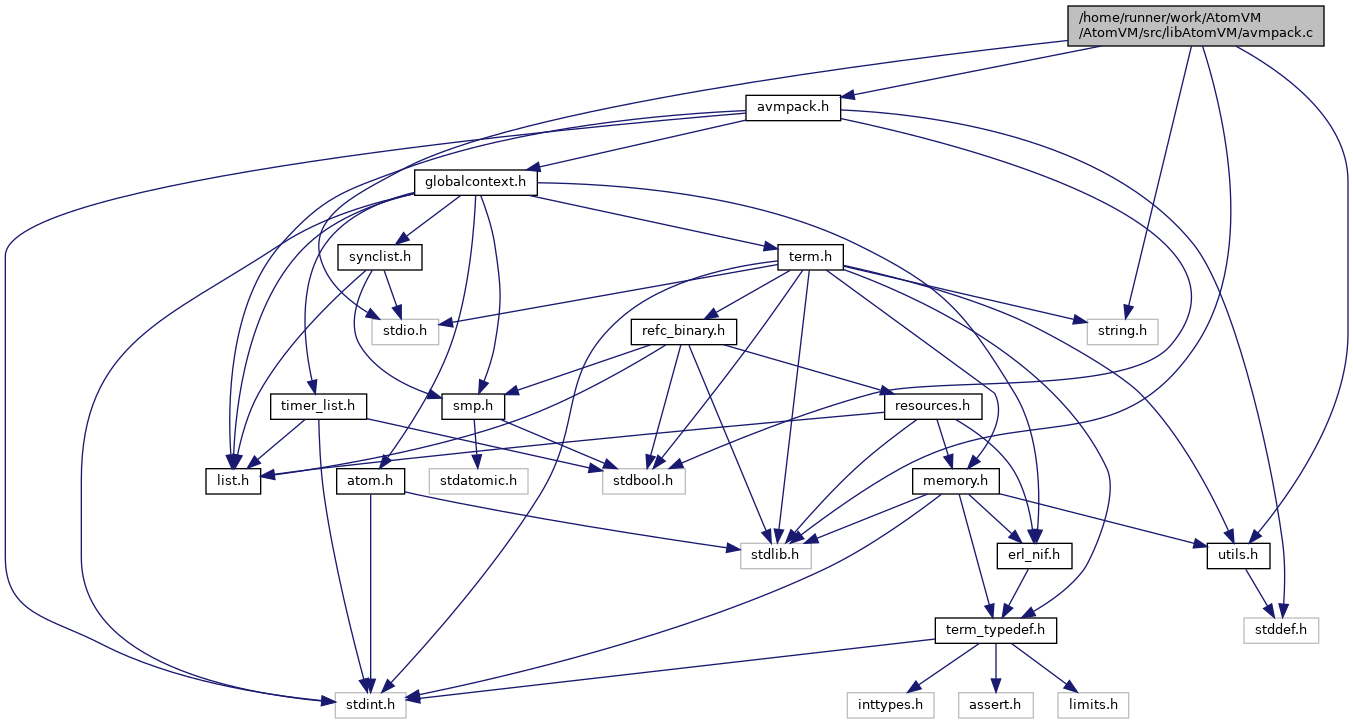 /home/runner/work/AtomVM
/AtomVM/src/libAtomVM/avmpack.c
avmpack.h
globalcontext.h
synclist.h
term.h
stdio.h
refc_binary.h
string.h
timer_list.h
smp.h
resources.h
list.h
atom.h
stdatomic.h
stdbool.h
memory.h
stdlib.h
erl_nif.h
utils.h
term_typedef.h
stddef.h
stdint.h
inttypes.h
assert.h
limits.h